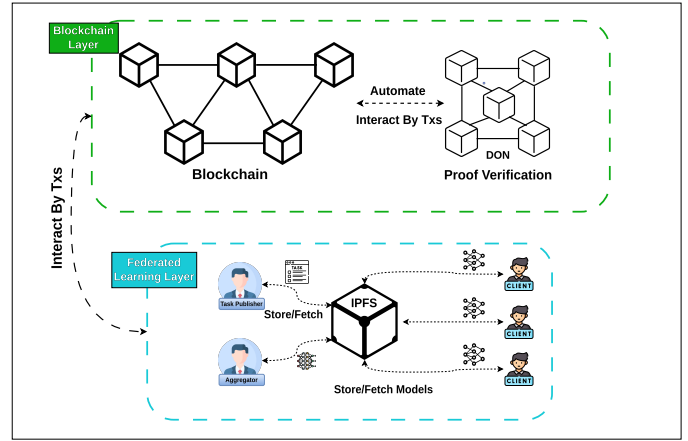 Blockchain
Layer
Automate
Interact By Txs
DON
Blockchain
Proof Verification
Interact By Txs
Federated
Learning Layer
TASK
Task Publisher
Store/Fetch
IPFS
CLIENT
CLIENT
Aggregator
CLIENT
Store/Fetch Models